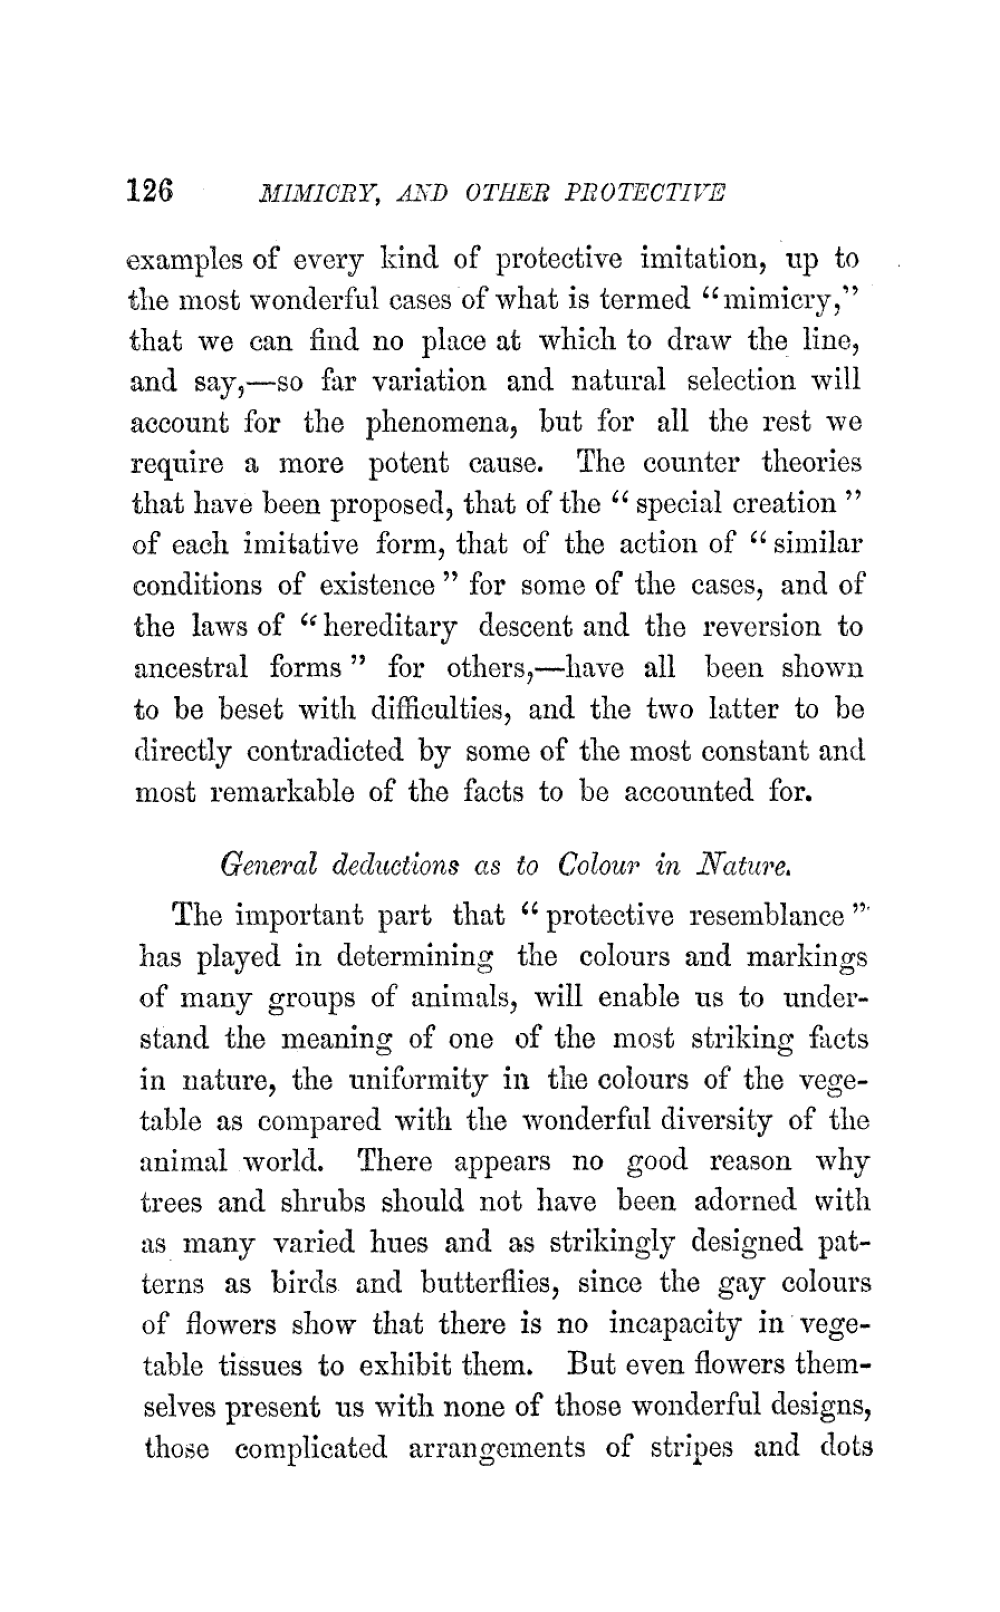 126 MIMICRY, AND OTHER PROTECTIVE
examples of every kind of protective imitation, up to
the most wonderful cases of what is termed “mimicry,”
that we can find no place at which to draw the line,
and say,—so far variation and natural selection will
account for the phenomena, but for all the rest we
require a more potent cause. The counter theories
that have been proposed, that of the “special creation”
of each imitative form, that of the action of “similar
conditions of existence” for some of the cases, and of
the laws of “hereditary descent and the reversion to
ancestral forms” for others,—have all been shown
to be beset with difficulties, and the two latter to be
directly contradicted by some of the most constant and
most remarkable of the facts to be accounted for.
General deductions as to Colour in Nature.
The important part that “protective resemblance”
has played in determining the colours and markings
of many groups of animals, will enable us to under-
stand the meaning of one of the most striking facts
in nature, the uniformity in the colours of the vege-
table as compared with the wonderful diversity of the
animal world. There appears no good reason why
trees and shrubs should not have been adorned with
as many varied hues and as strikingly designed pat-
terns as birds and butterflies, since the gay colours
of flowers show that there is no incapacity in vege-
table tissues to exhibit them. But even flowers them-
selves present us with none of those wonderful designs,
those complicated arrangements of stripes and dots